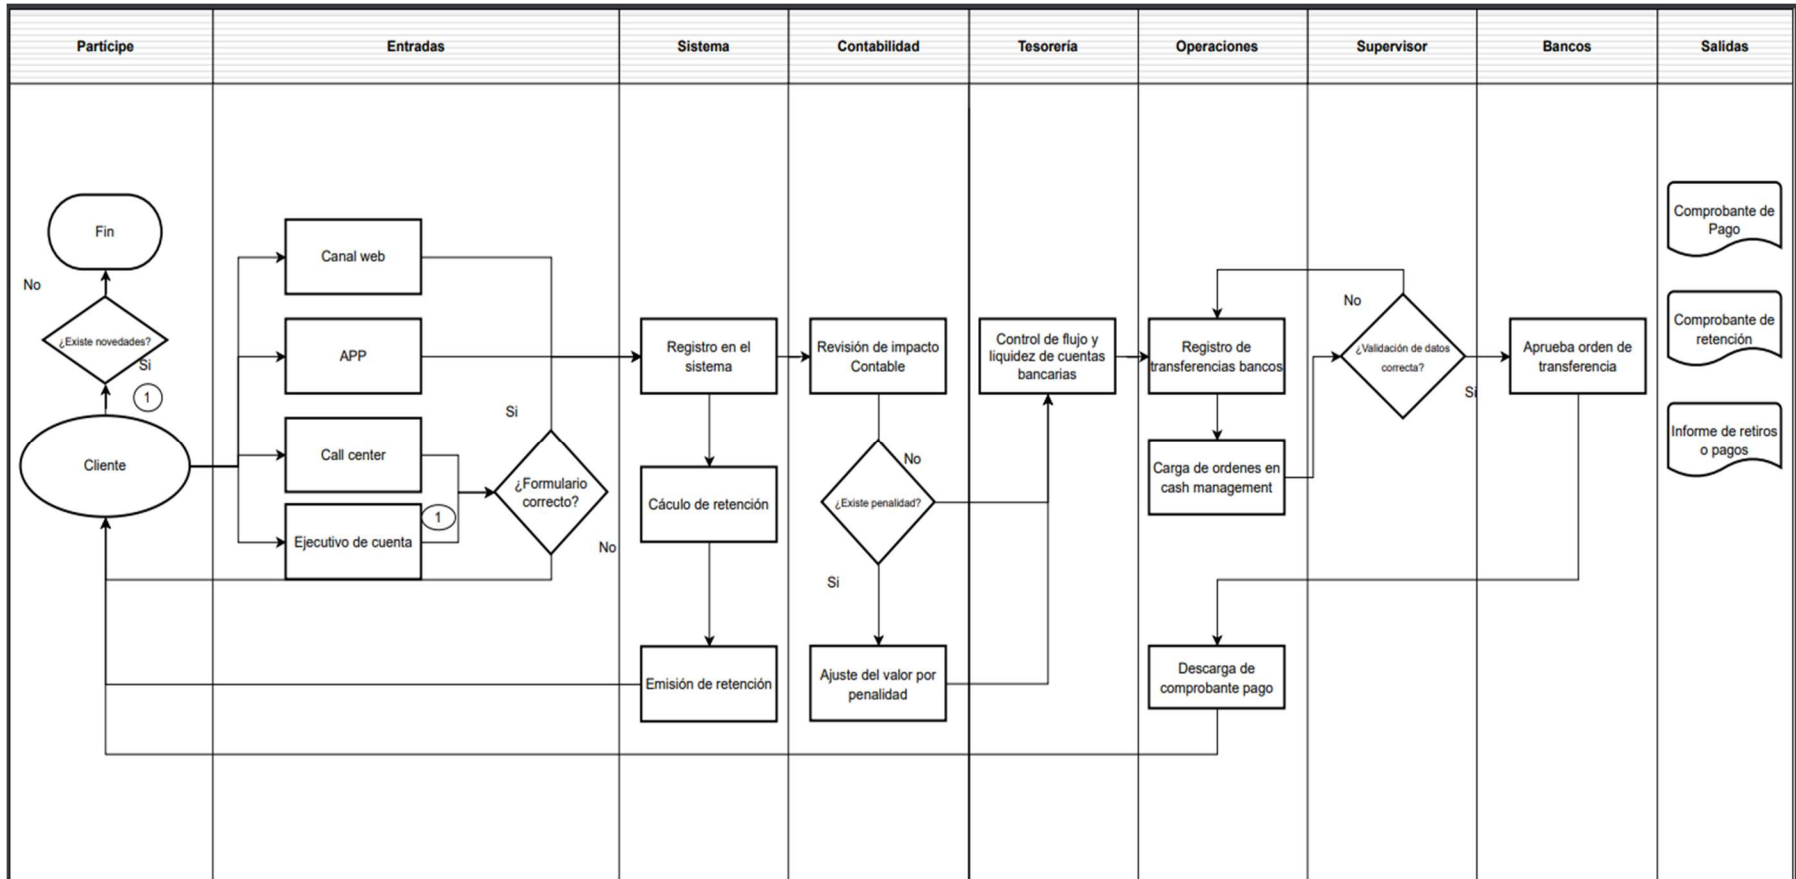 Partícipe
Entradas
Sistema
Contabilidad
Tesorería
Operaciones
Supervisor
Bancos
Salidas
Fin
No
¿Existe novedades?
Si
1
Cliente
Canal web
APP
Call center
Ejecutivo de cuenta
1
Si
¿Formulario
correcto?
No
Registro en el
sistema
Cáculo de retención
Emisión de retención
Revisión de impacto
Contable
No
¿Existe penalidad?
Si
Ajuste del valor por
penalidad
Control de flujo y
liquidez de cuentas
bancarias
Registro de
transferencias bancos
Carga de ordenes en
cash management
Descarga de
comprobante pago
No
¿Validación de datos
correcta?
Si
Aprueba orden de
transferencia
Comprobante de
Pago
Comprobante de
retención
Informe de retiros
o pagos